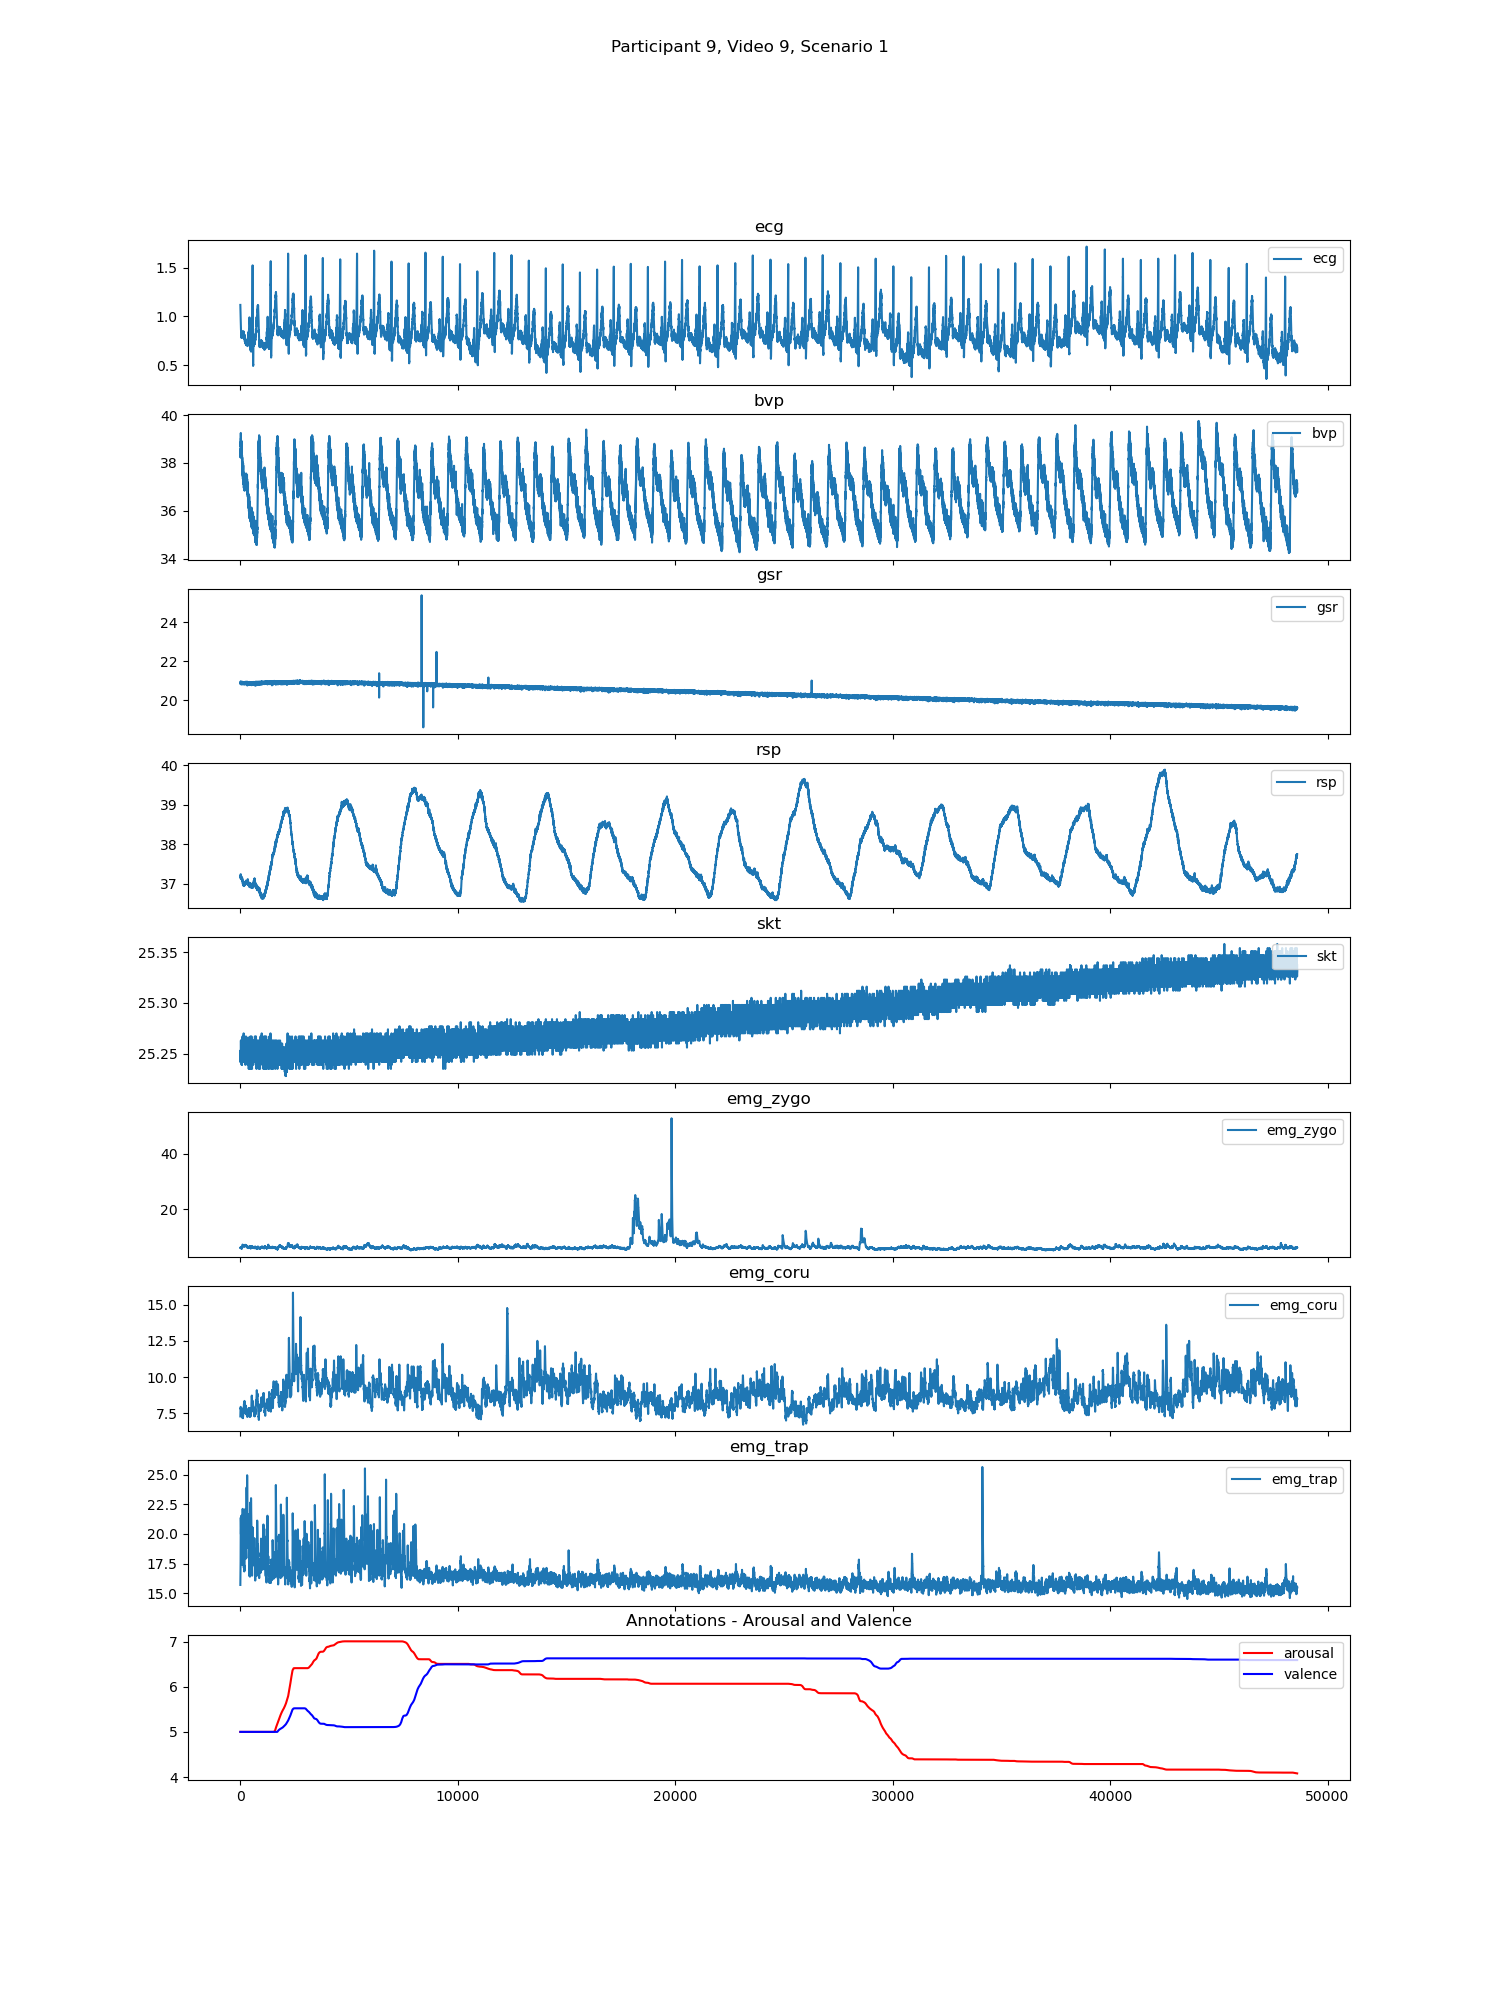 Participant 9, Video 9, Scenario 1
ecg
1.5
1.0
0.5
ecg
bvp
40
38
36
34
bvp
gsr
24
22
20
gsr
rsp
40
39
38
37
rsp
skt
25.35
25.30
25.25
skt
emg_zygo
40
20
emg_zygo
emg_coru
15.0
12.5
10.0
7.5
emg_coru
emg_trap
25.0
22.5
20.0
17.5
15.0
emg_trap
Annotations - Arousal and Valence
7
6
5
4
arousal
valence
0 10000 20000 30000 40000 50000